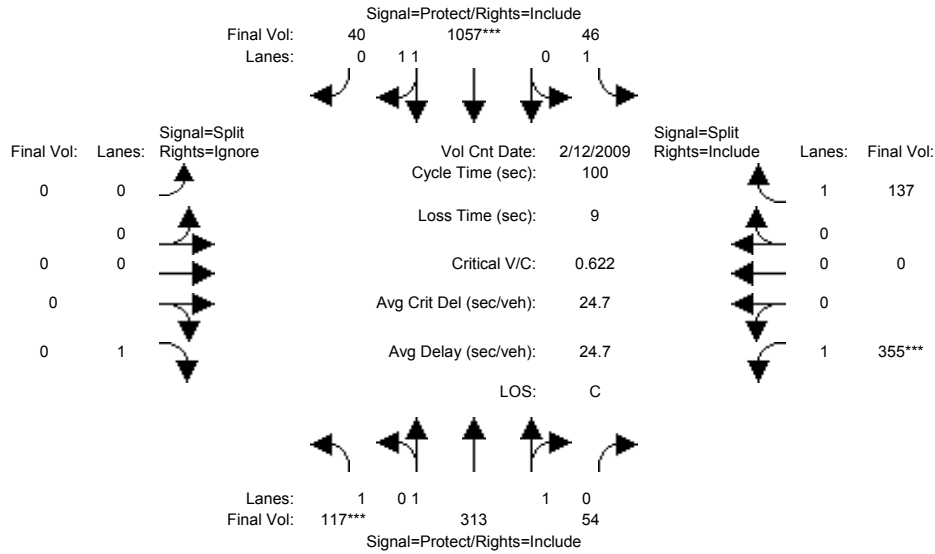 Signal=Protect/Rights=Include
Final Vol: 40 1057*** 46
Lanes: 0 1 1 0 1
Signal=Split Signal=Split
Final Vol: Lanes: Rights=Ignore Vol Cnt Date: 2/12/2009 Rights=Include Lanes: Final Vol:
Cycle Time (sec): 100
0 0 1 137
Loss Time (sec): 9
0 0
0 0 Critical V/C: 0.622 0 0
0 Avg Crit Del (sec/veh): 24.7 0
0 1 Avg Delay (sec/veh): 24.7 1 355***
LOS: C
Lanes: 1 0 1 1 0
Final Vol: 117*** 313 54
Signal=Protect/Rights=Include